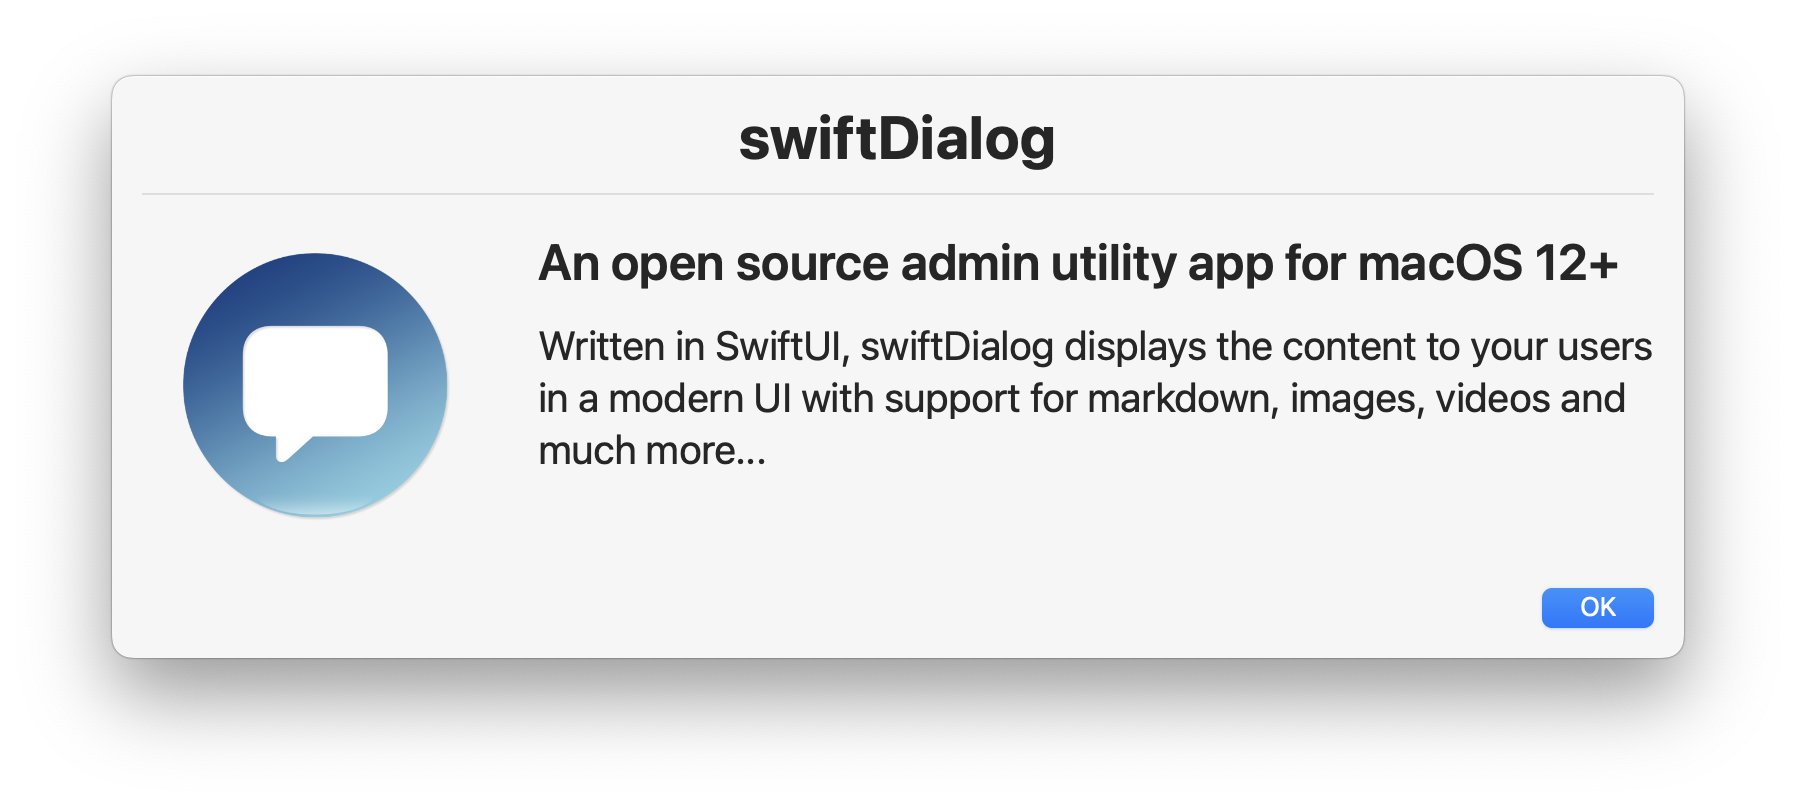 swiftDialog
An open source admin utility app for macOS 12+
Written in SwiftUI, swiftDialog displays the content to your users
in a modern UI with support for markdown, images, videos and
much more...
OK